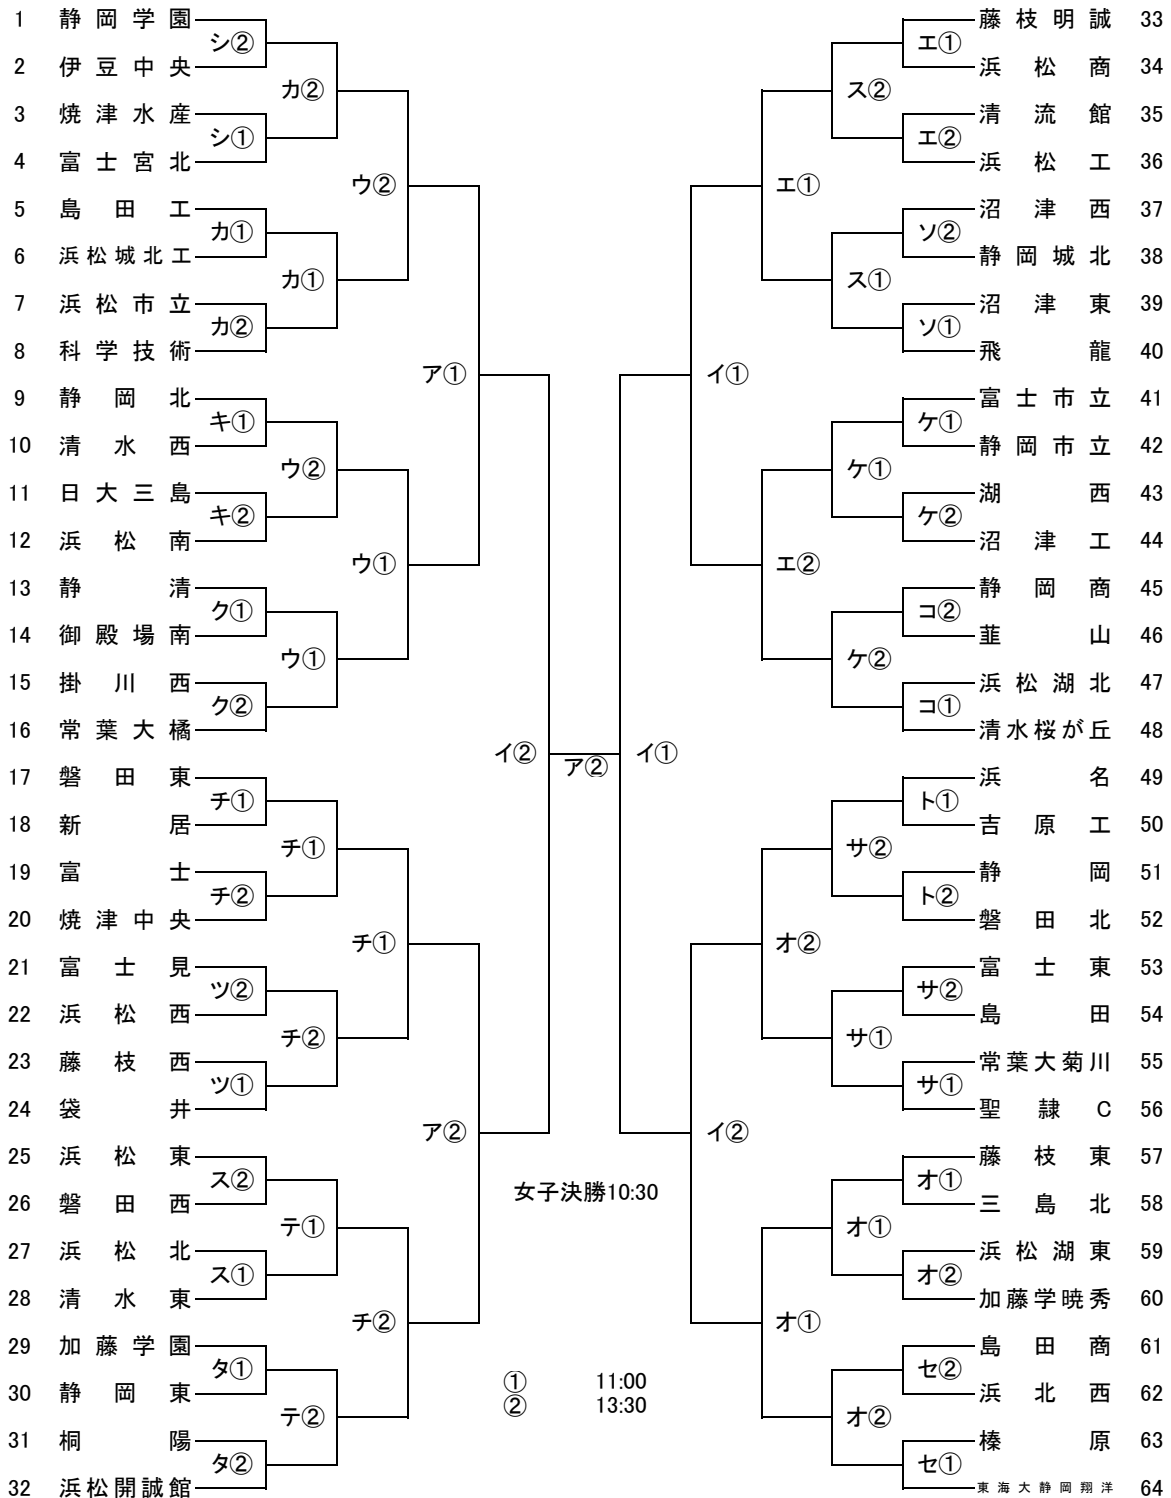 1 静岡学園
シ②
2 伊豆中央
カ②
3 焼津水産
シ①
4 富士宮北
ウ②
5 島田工
カ①
6 浜松城北工
カ①
7 浜松市立
カ②
8 科学技術
ア①
9 静岡北
キ①
10 清水西
ウ②
11 日大三島
キ②
12 浜松南
ウ①
13 静清
ク①
14 御殿場南
ウ①
15 掛川西
ク②
16 常葉大橘
イ②
17 磐田東
チ①
18 新居
チ①
19 富士
チ②
20 焼津中央
チ①
21 富士見
ツ②
22 浜松西
チ②
23 藤枝西
ツ①
24 袋井
ア②
25 浜松東
ス②
26 磐田西
テ①
27 浜松北
ス①
28 清水東
チ②
29 加藤学園
タ①
30 静岡東
テ②
31 桐陽
タ②
32 浜松開誠館
ア②
女子決勝10:30
① 11:00
② 13:30
藤枝明誠 33
エ①
浜松商 34
ス②
清流館 35
エ②
浜松工 36
エ①
沼津西 37
ソ②
静岡城北 38
ス①
沼津東 39
ソ①
飛龍 40
イ①
富士市立 41
ケ①
静岡市立 42
ケ①
湖西 43
ケ②
沼津工 44
エ②
静岡商 45
コ②
韮山 46
ケ②
浜松湖北 47
コ①
清水桜が丘 48
イ①
浜名 49
ト①
吉原工 50
サ②
静岡 51
ト②
磐田北 52
オ②
富士東 53
サ②
島田 54
サ①
常葉大菊川 55
サ①
聖隷C 56
イ②
藤枝東 57
オ①
三島北 58
オ①
浜松湖東 59
オ②
加藤学暁秀 60
オ①
島田商 61
セ②
浜北西 62
オ②
榛原 63
セ①
東海大静岡翔洋 64